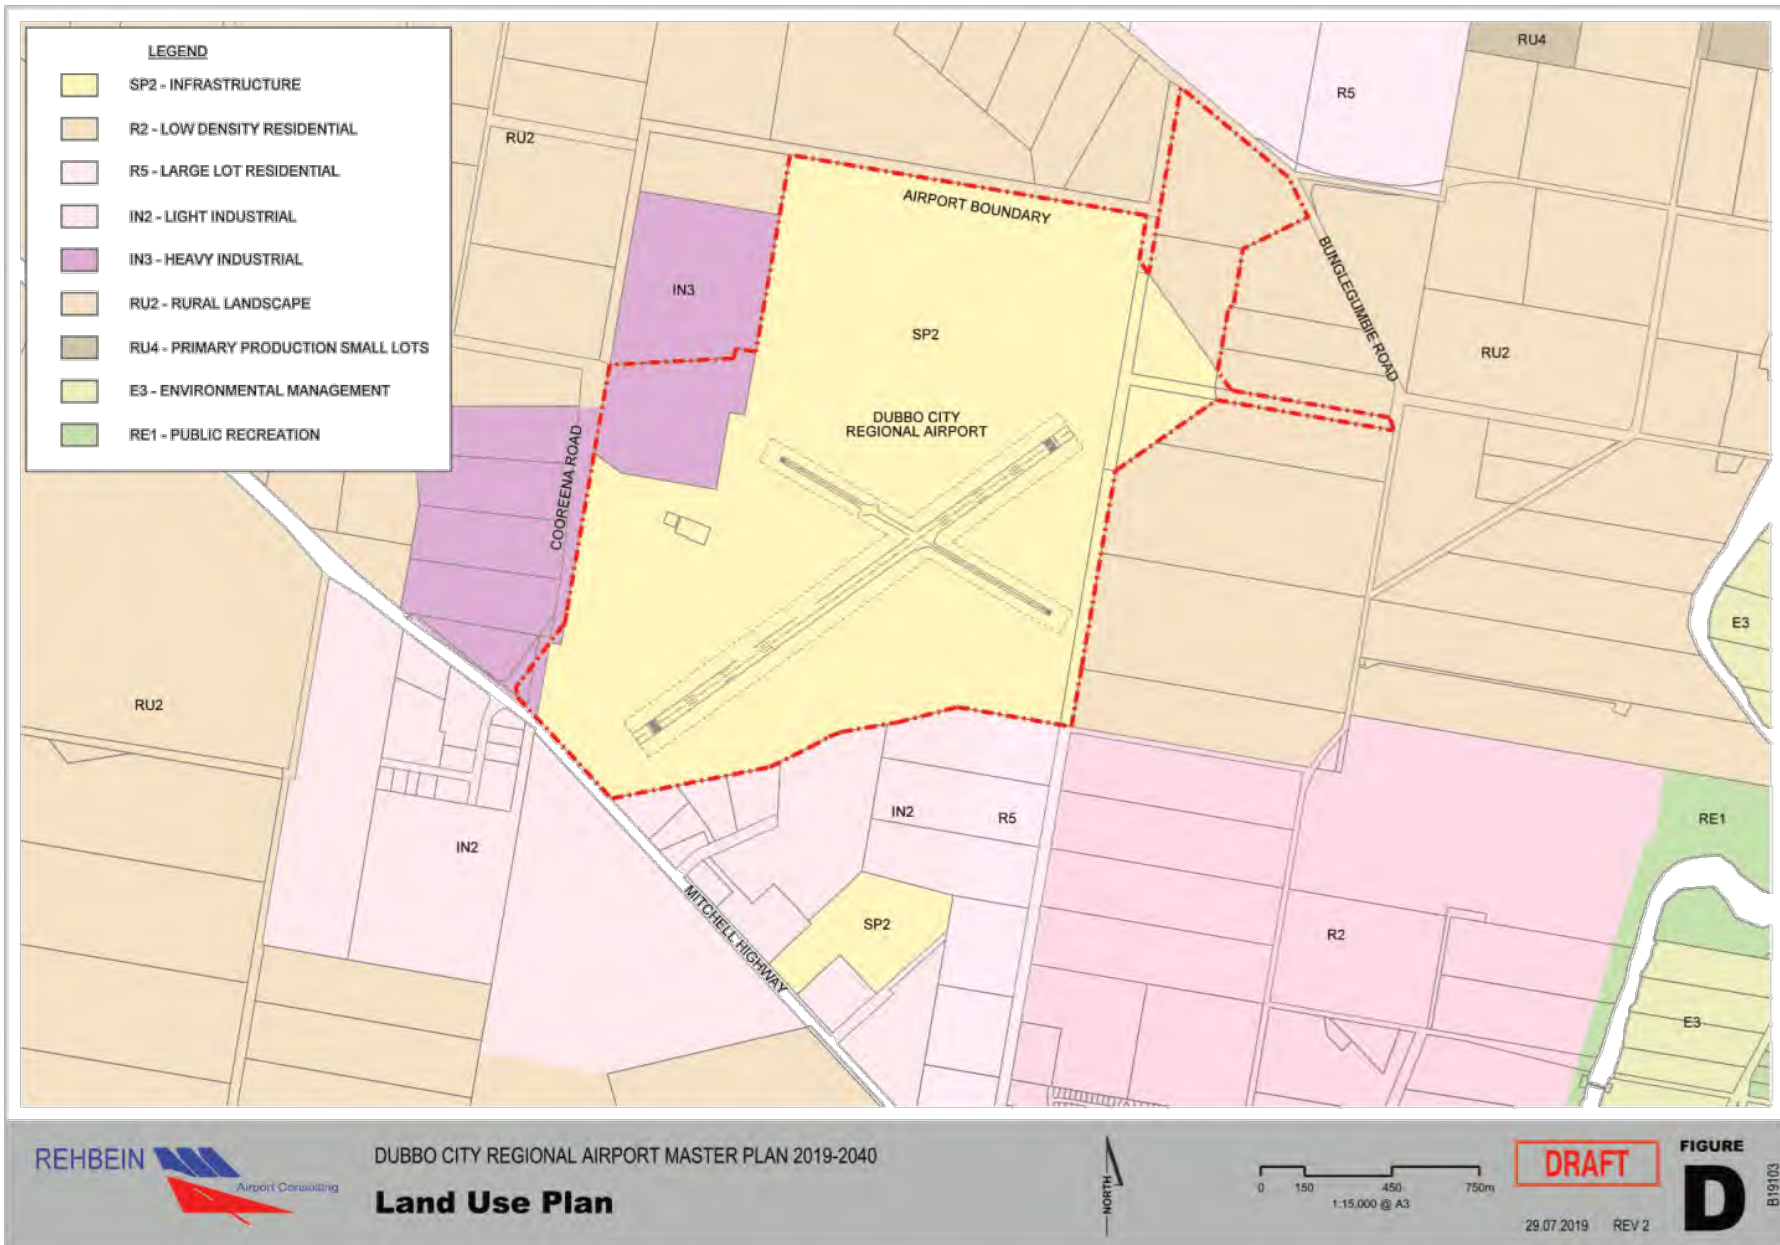 LEGEND
SP2 - INFRASTRUCTURE
R2 - LOW DENSITY RESIDENTIAL
R5 - LARGE LOT RESIDENTIAL
IN2 - LIGHT INDUSTRIAL
IN3 - HEAVY INDUSTRIAL
RU2 - RURAL LANDSCAPE
RU4 - PRIMARY PRODUCTION SMALL LOTS
E3 - ENVIRONMENTAL MANAGEMENT
RE1 - PUBLIC RECREATION
RU4
R5
RU2
AIRPORT BOUNDARY
BUNGLEGUMBIE ROAD
IN3
SP2
RU2
DUBBO CITY
REGIONAL AIRPORT
COOREENA ROAD
E3
RU2
IN2
R5
RE1
IN2
MITCHELL HIGHWAY
SP2
R2
E3
REHBEIN
Airport Consulting
DUBBO CITY REGIONAL AIRPORT MASTER PLAN 2019-2040
Land Use Plan
NORTH
0 150 450 750m
1:15,000 @ A3
DRAFT
29.07.2019 REV 2
FIGURE
D
B19103